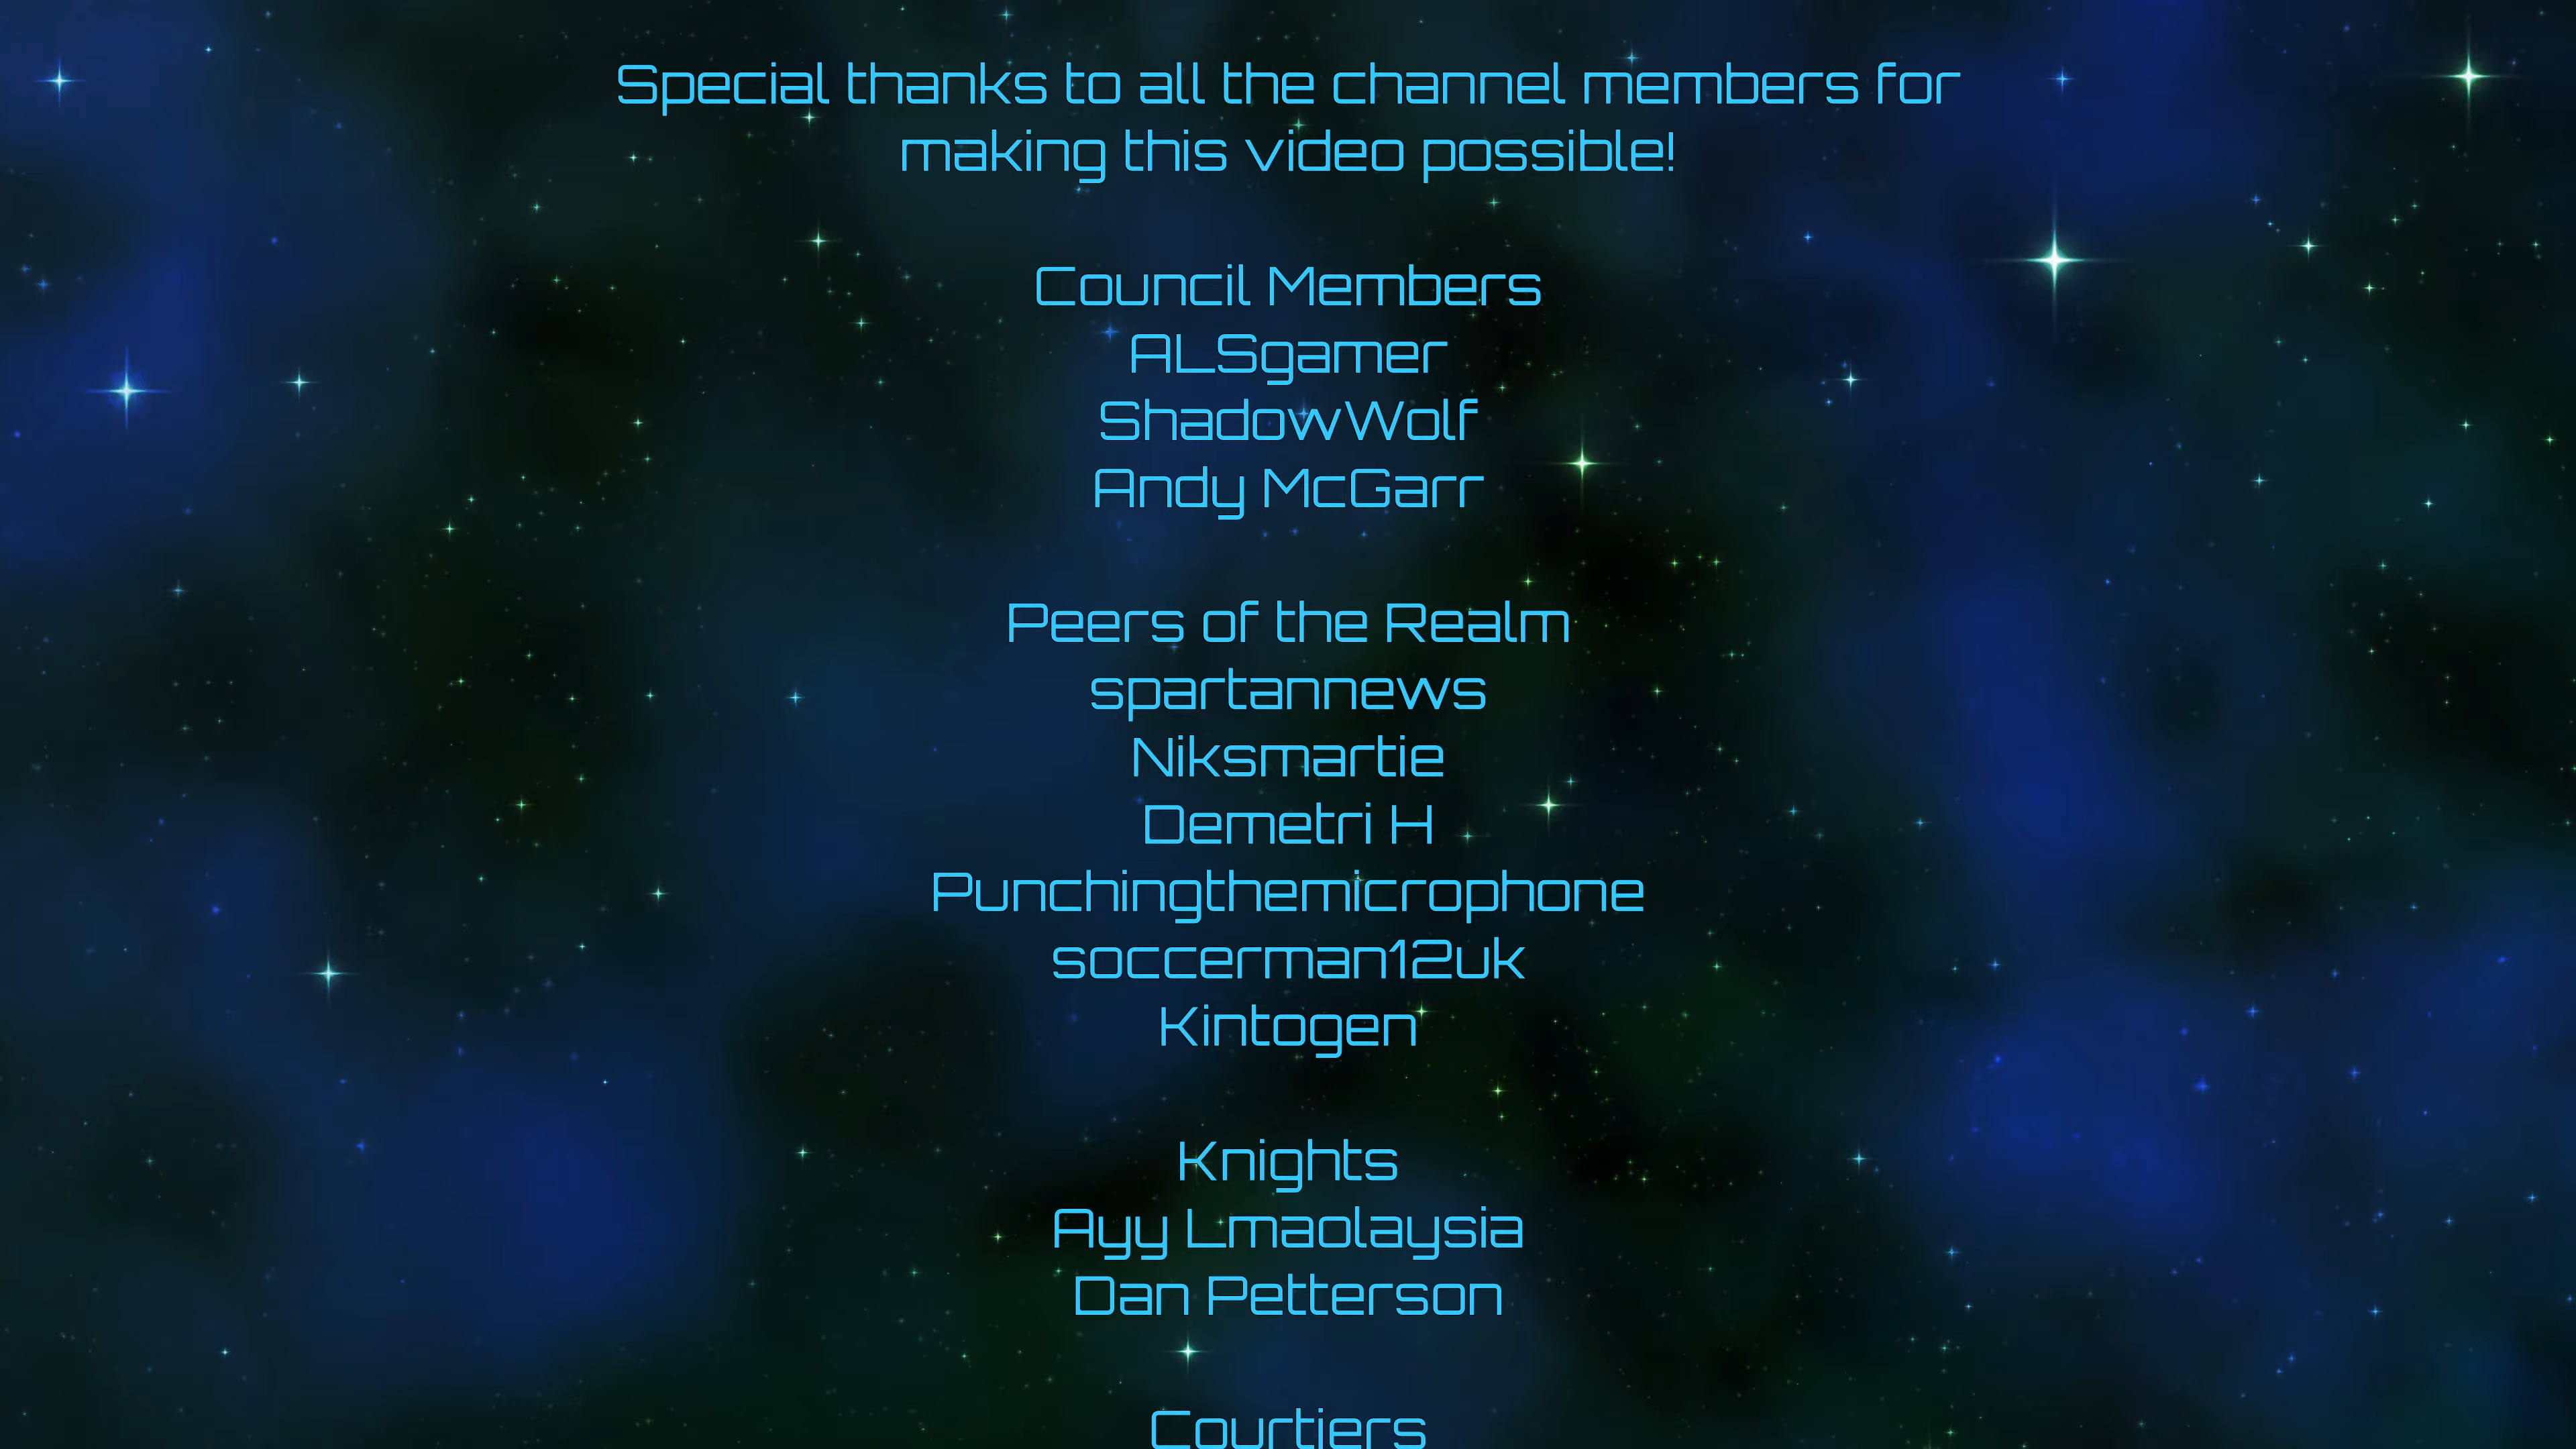 Special thanks to all the channel members for
making this video possible!
Council Members
ALSgamer
ShadowWolf
Andy McGarr
Peers of the Realm
spartannews
Niksmartie
Demetri H
Punchingthemicrophone
soccerman12uk
Kintogen
Knights
Ayy Lmaolaysia
Dan Petterson
Courtiers